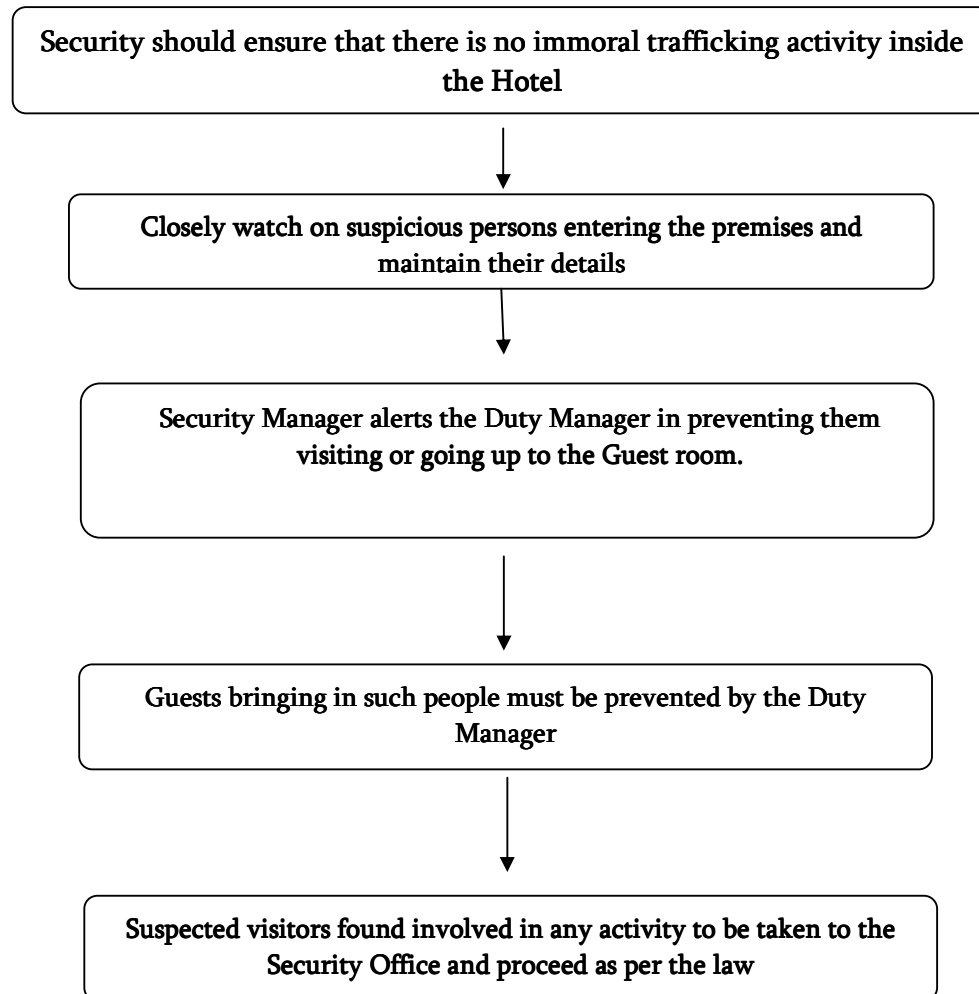 Security should ensure that there is no immoral trafficking activity inside
the Hotel
Closely watch on suspicious persons entering the premises and
maintain their details
Security Manager alerts the Duty Manager in preventing them
visiting or going up to the Guest room.
Guests bringing in such people must be prevented by the Duty
Manager
Suspected visitors found involved in any activity to be taken to the
Security Office and proceed as per the law